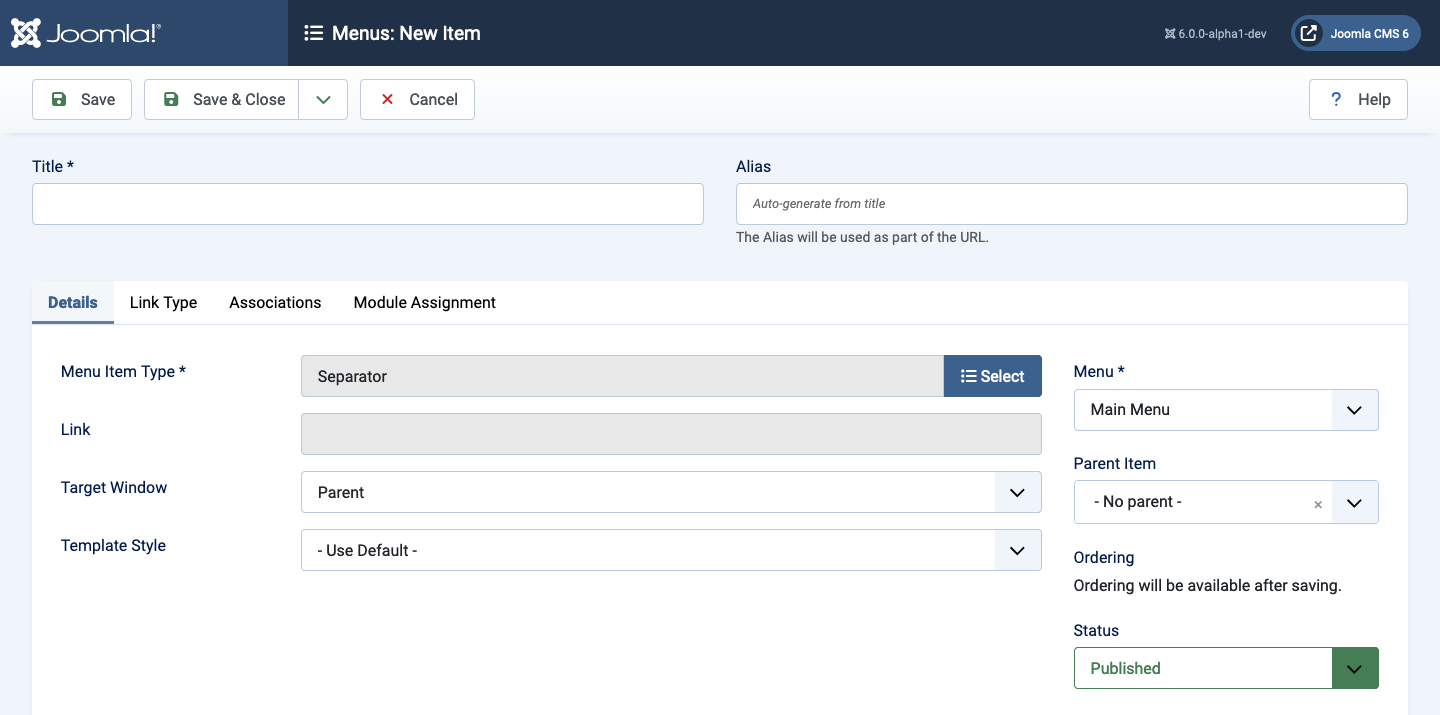 Joomla!®
Menus: New Item
6.0.0-alpha1-dev
Joomla CMS 6
Save
Save & Close
Cancel
? Help
Title *
Alias
Auto-generate from title
The Alias will be used as part of the URL.
Details Link Type Associations Module Assignment
Menu Item Type *
Separator
Select
Link
Target Window
Parent
Template Style
- Use Default -
Menu *
Main Menu
Parent Item
- No parent - ×
Ordering
Ordering will be available after saving.
Status
Published